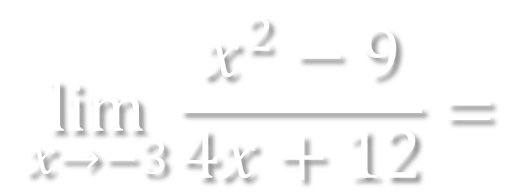 lim x→−3 (x² − 9)/(4x + 12) =